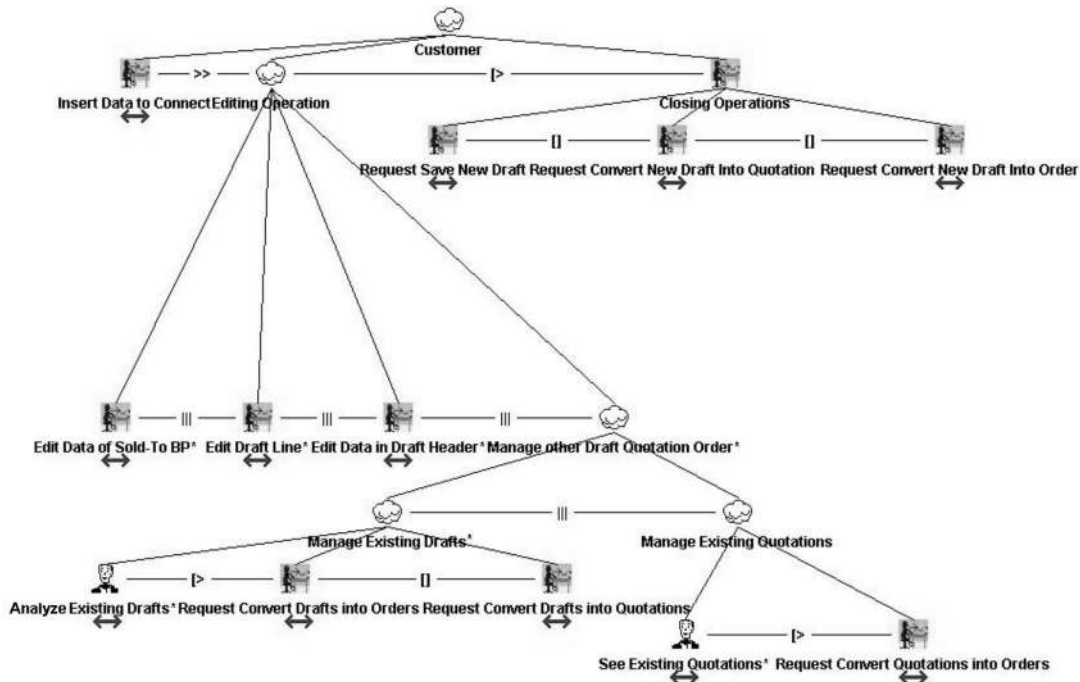 Customer
>> [>
Insert Data to Connect Editing Operation Closing Operations
[] []
Request Save New Draft Request Convert New Draft Into Quotation Request Convert New Draft Into Order
||| ||| |||
Edit Data of Sold-To BP* Edit Draft Line* Edit Data in Draft Header* Manage other Draft Quotation Order*
|||
Manage Existing Drafts* Manage Existing Quotations
[> []
Analyze Existing Drafts* Request Convert Drafts into Orders Request Convert Drafts into Quotations
[>
See Existing Quotations* Request Convert Quotations into Orders